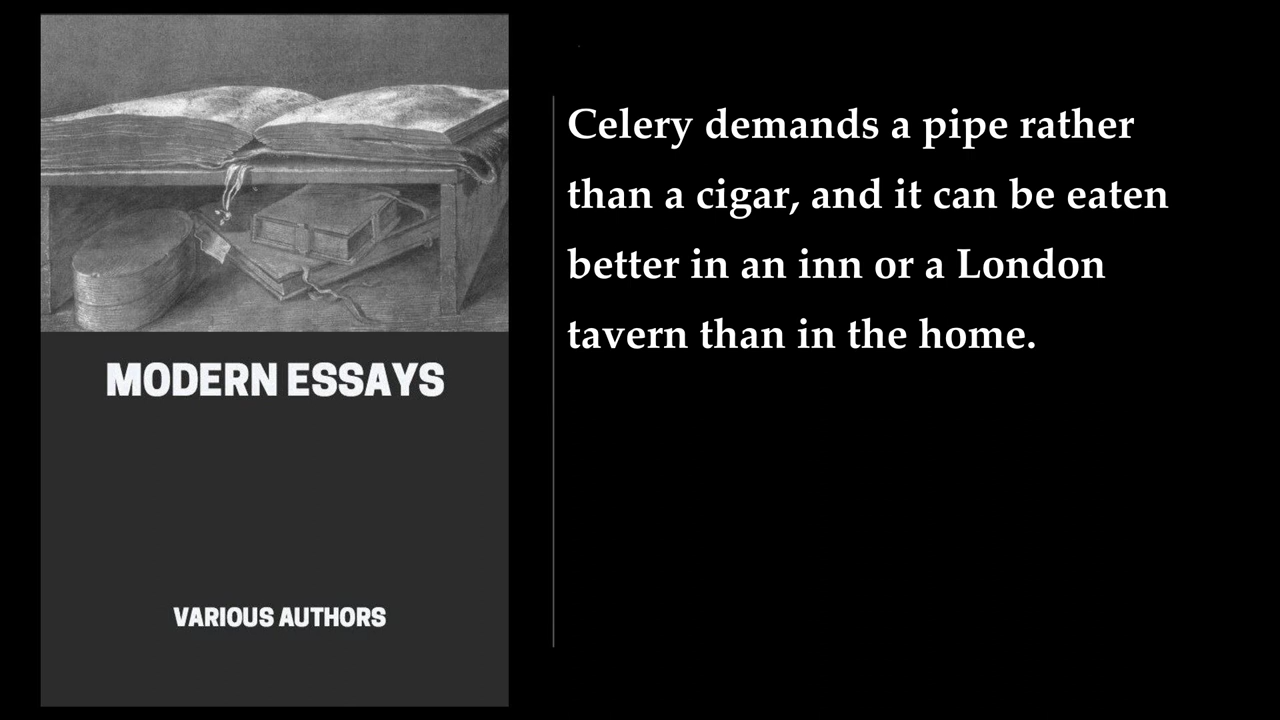 MODERN ESSAYS
VARIOUS AUTHORS
Celery demands a pipe rather
than a cigar, and it can be eaten
better in an inn or a London
tavern than in the home.